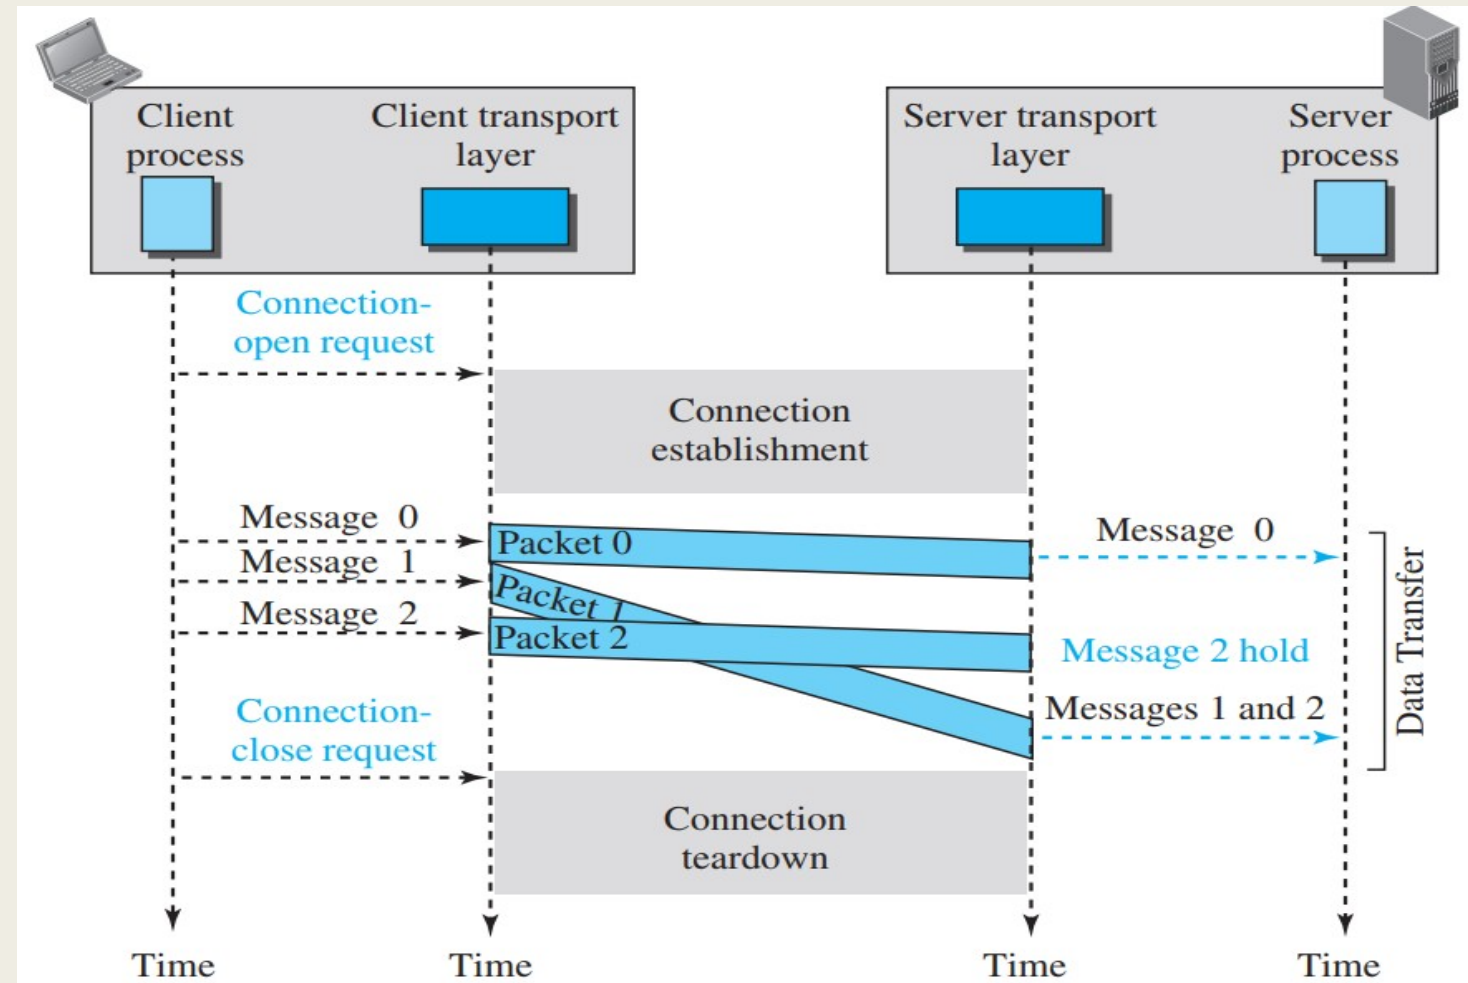 Client
process
Client transport
layer
Server transport
layer
Server
process
Connection-
open request
Connection
establishment
Message 0
Packet 0
Message 0
Message 1
Packet 1
Message 2
Packet 2
Message 2 hold
Messages 1 and 2
Data Transfer
Connection-
close request
Connection
teardown
Time
Time
Time
Time